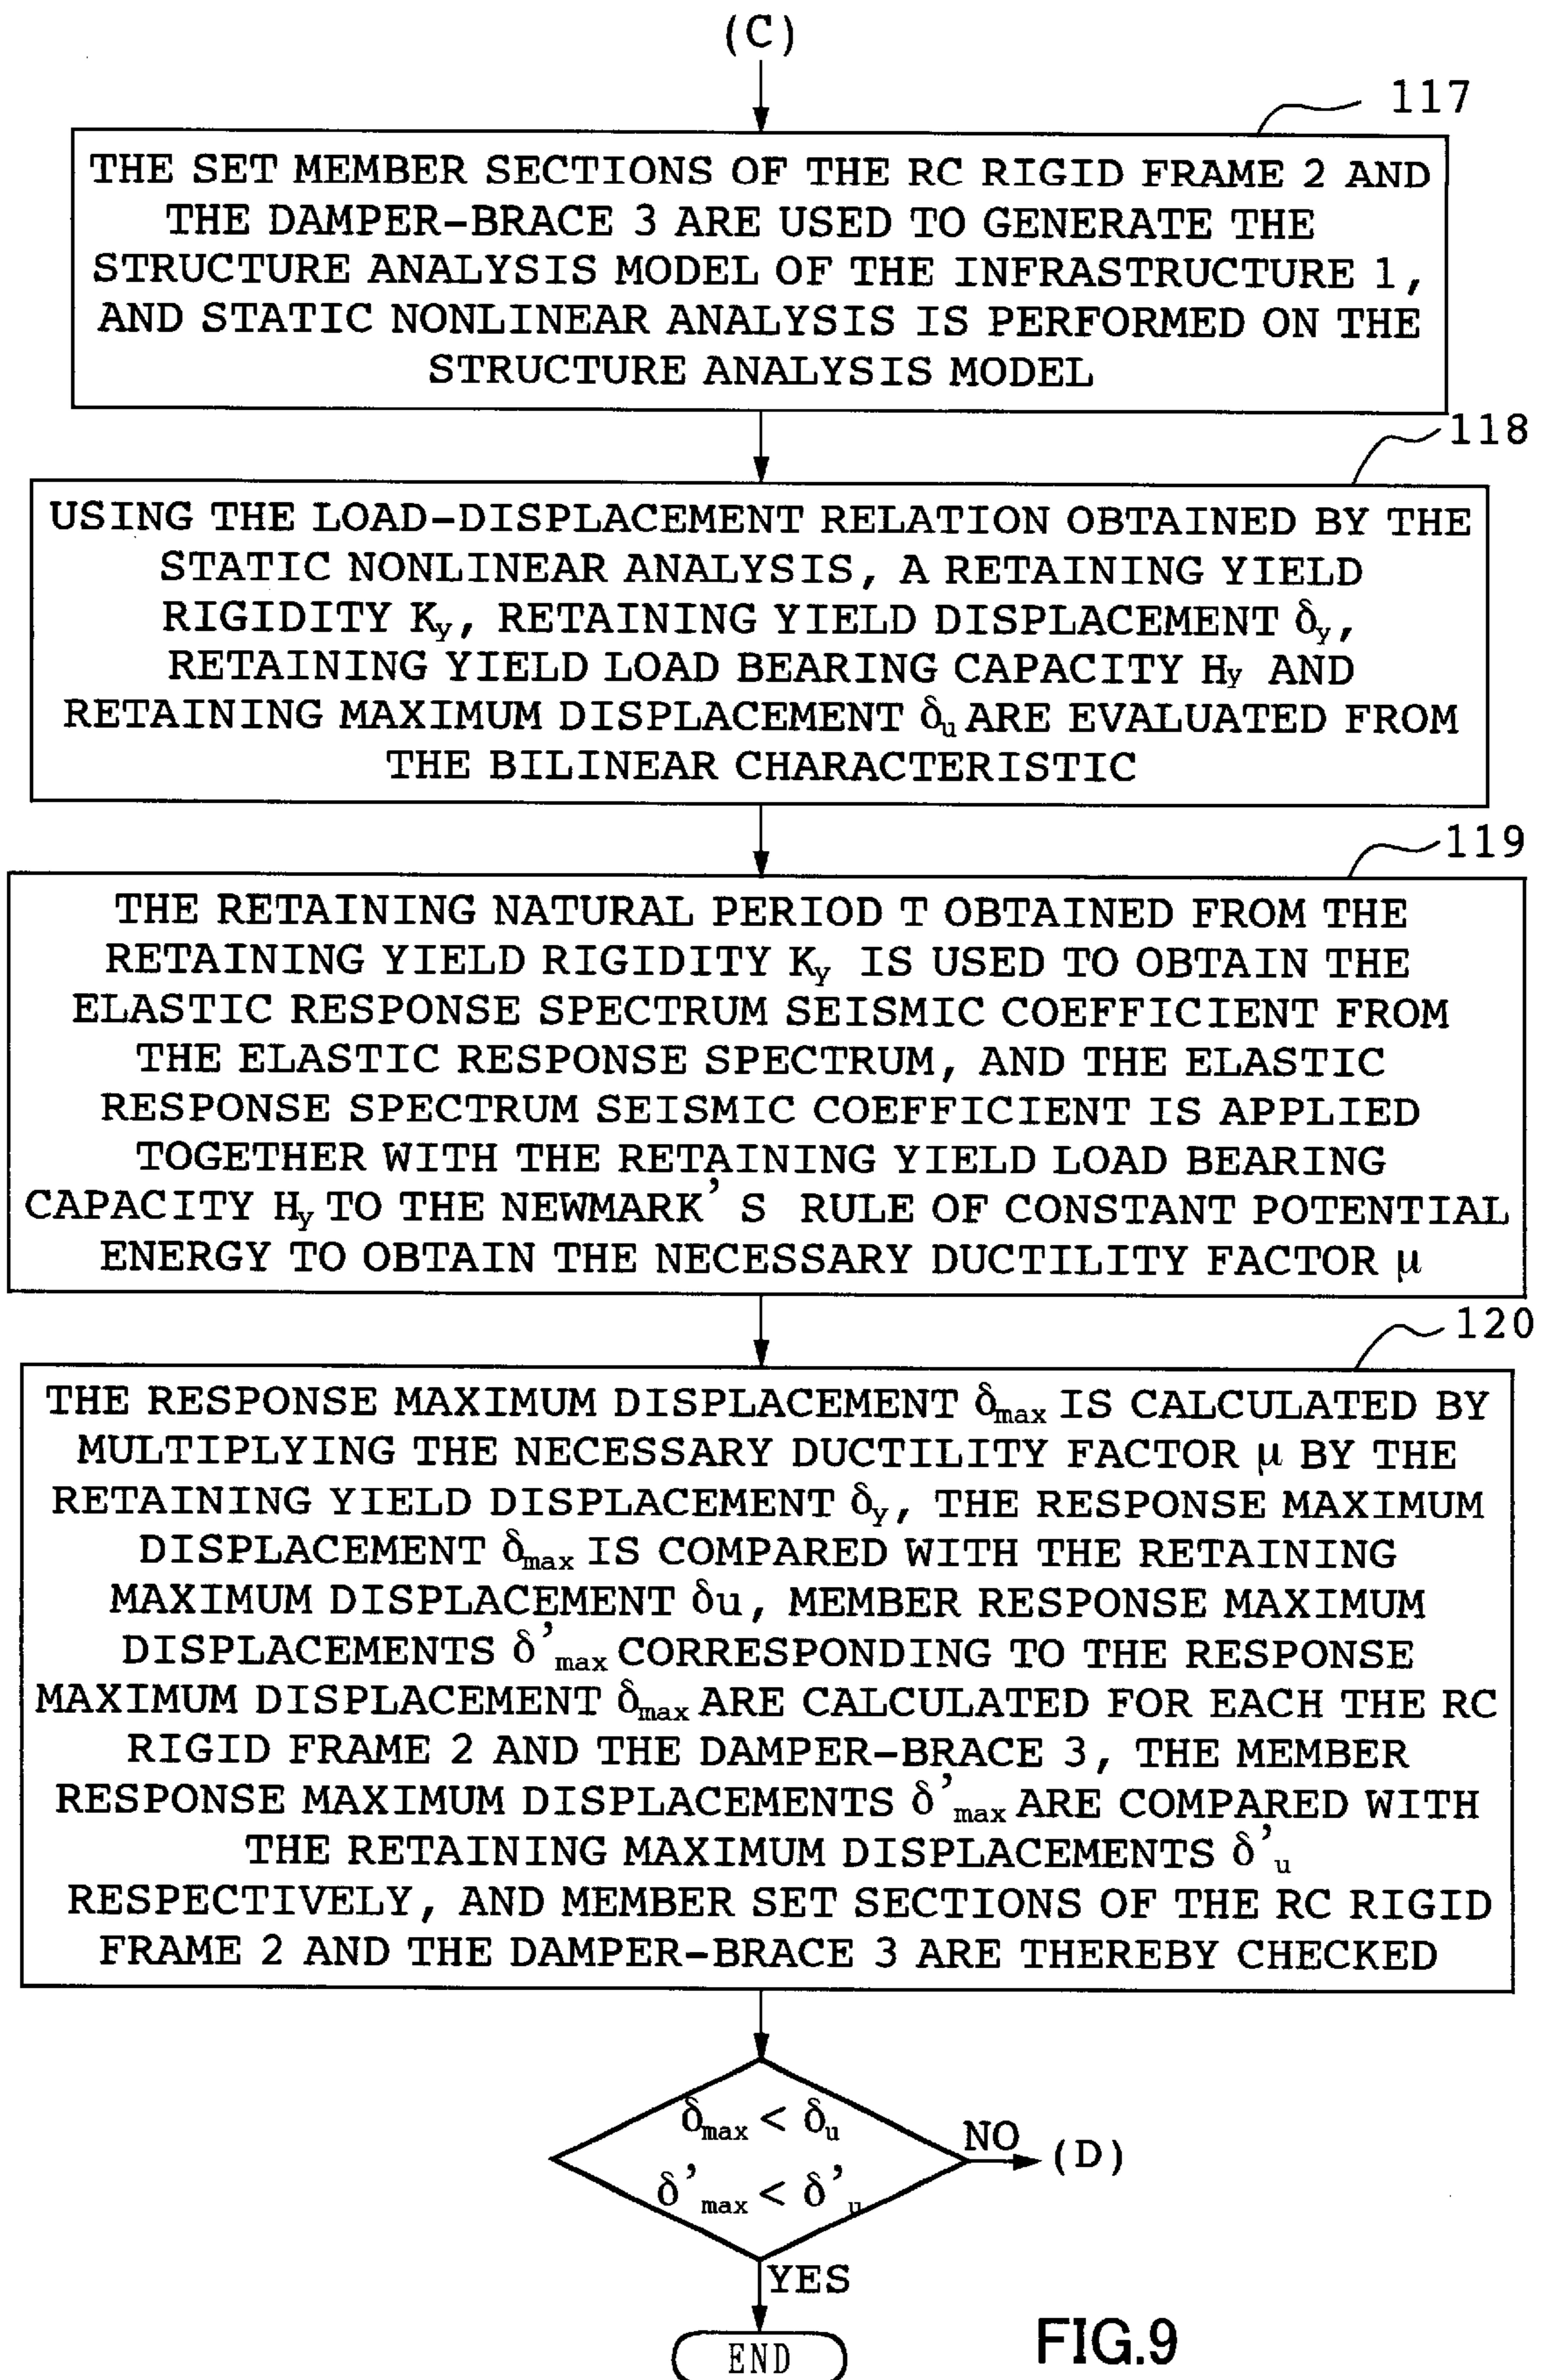 (C)
117
THE SET MEMBER SECTIONS OF THE RC RIGID FRAME 2 AND
THE DAMPER-BRACE 3 ARE USED TO GENERATE THE
STRUCTURE ANALYSIS MODEL OF THE INFRASTRUCTURE 1,
AND STATIC NONLINEAR ANALYSIS IS PERFORMED ON THE
STRUCTURE ANALYSIS MODEL
118
USING THE LOAD-DISPLACEMENT RELATION OBTAINED BY THE
STATIC NONLINEAR ANALYSIS, A RETAINING YIELD
RIGIDITY Ky, RETAINING YIELD DISPLACEMENT δy,
RETAINING YIELD LOAD BEARING CAPACITY Hy AND
RETAINING MAXIMUM DISPLACEMENT δu ARE EVALUATED FROM
THE BILINEAR CHARACTERISTIC
119
THE RETAINING NATURAL PERIOD T OBTAINED FROM THE
RETAINING YIELD RIGIDITY Ky IS USED TO OBTAIN THE
ELASTIC RESPONSE SPECTRUM SEISMIC COEFFICIENT FROM
THE ELASTIC RESPONSE SPECTRUM, AND THE ELASTIC
RESPONSE SPECTRUM SEISMIC COEFFICIENT IS APPLIED
TOGETHER WITH THE RETAINING YIELD LOAD BEARING
CAPACITY Hy TO THE NEWMARK'S RULE OF CONSTANT POTENTIAL
ENERGY TO OBTAIN THE NECESSARY DUCTILITY FACTOR μ
120
THE RESPONSE MAXIMUM DISPLACEMENT δmax IS CALCULATED BY
MULTIPLYING THE NECESSARY DUCTILITY FACTOR μ BY THE
RETAINING YIELD DISPLACEMENT δy, THE RESPONSE MAXIMUM
DISPLACEMENT δmax IS COMPARED WITH THE RETAINING
MAXIMUM DISPLACEMENT δu, MEMBER RESPONSE MAXIMUM
DISPLACEMENTS δ'max CORRESPONDING TO THE RESPONSE
MAXIMUM DISPLACEMENT δmax ARE CALCULATED FOR EACH THE RC
RIGID FRAME 2 AND THE DAMPER-BRACE 3, THE MEMBER
RESPONSE MAXIMUM DISPLACEMENTS δ'max ARE COMPARED WITH
THE RETAINING MAXIMUM DISPLACEMENTS δ'u
RESPECTIVELY, AND MEMBER SET SECTIONS OF THE RC RIGID
FRAME 2 AND THE DAMPER-BRACE 3 ARE THEREBY CHECKED
δmax < δu
NO (D)
δ'max < δ'u
YES
END
FIG.9